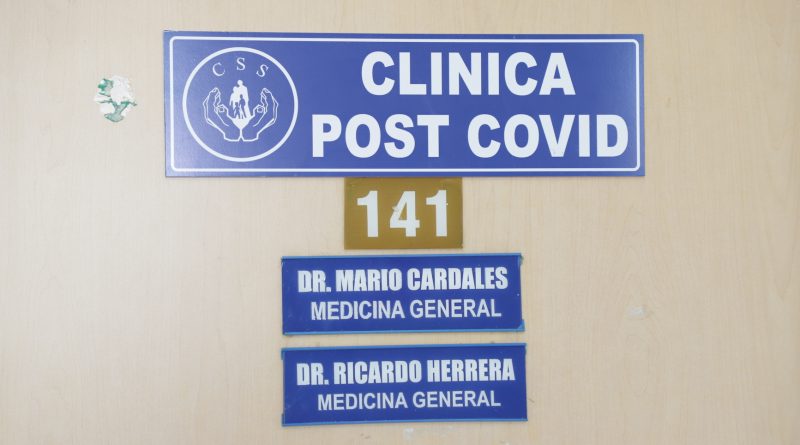 CSS
CLINICA
POST COVID
141
DR. MARIO CARDALES
MEDICINA GENERAL
DR. RICARDO HERRERA
MEDICINA GENERAL